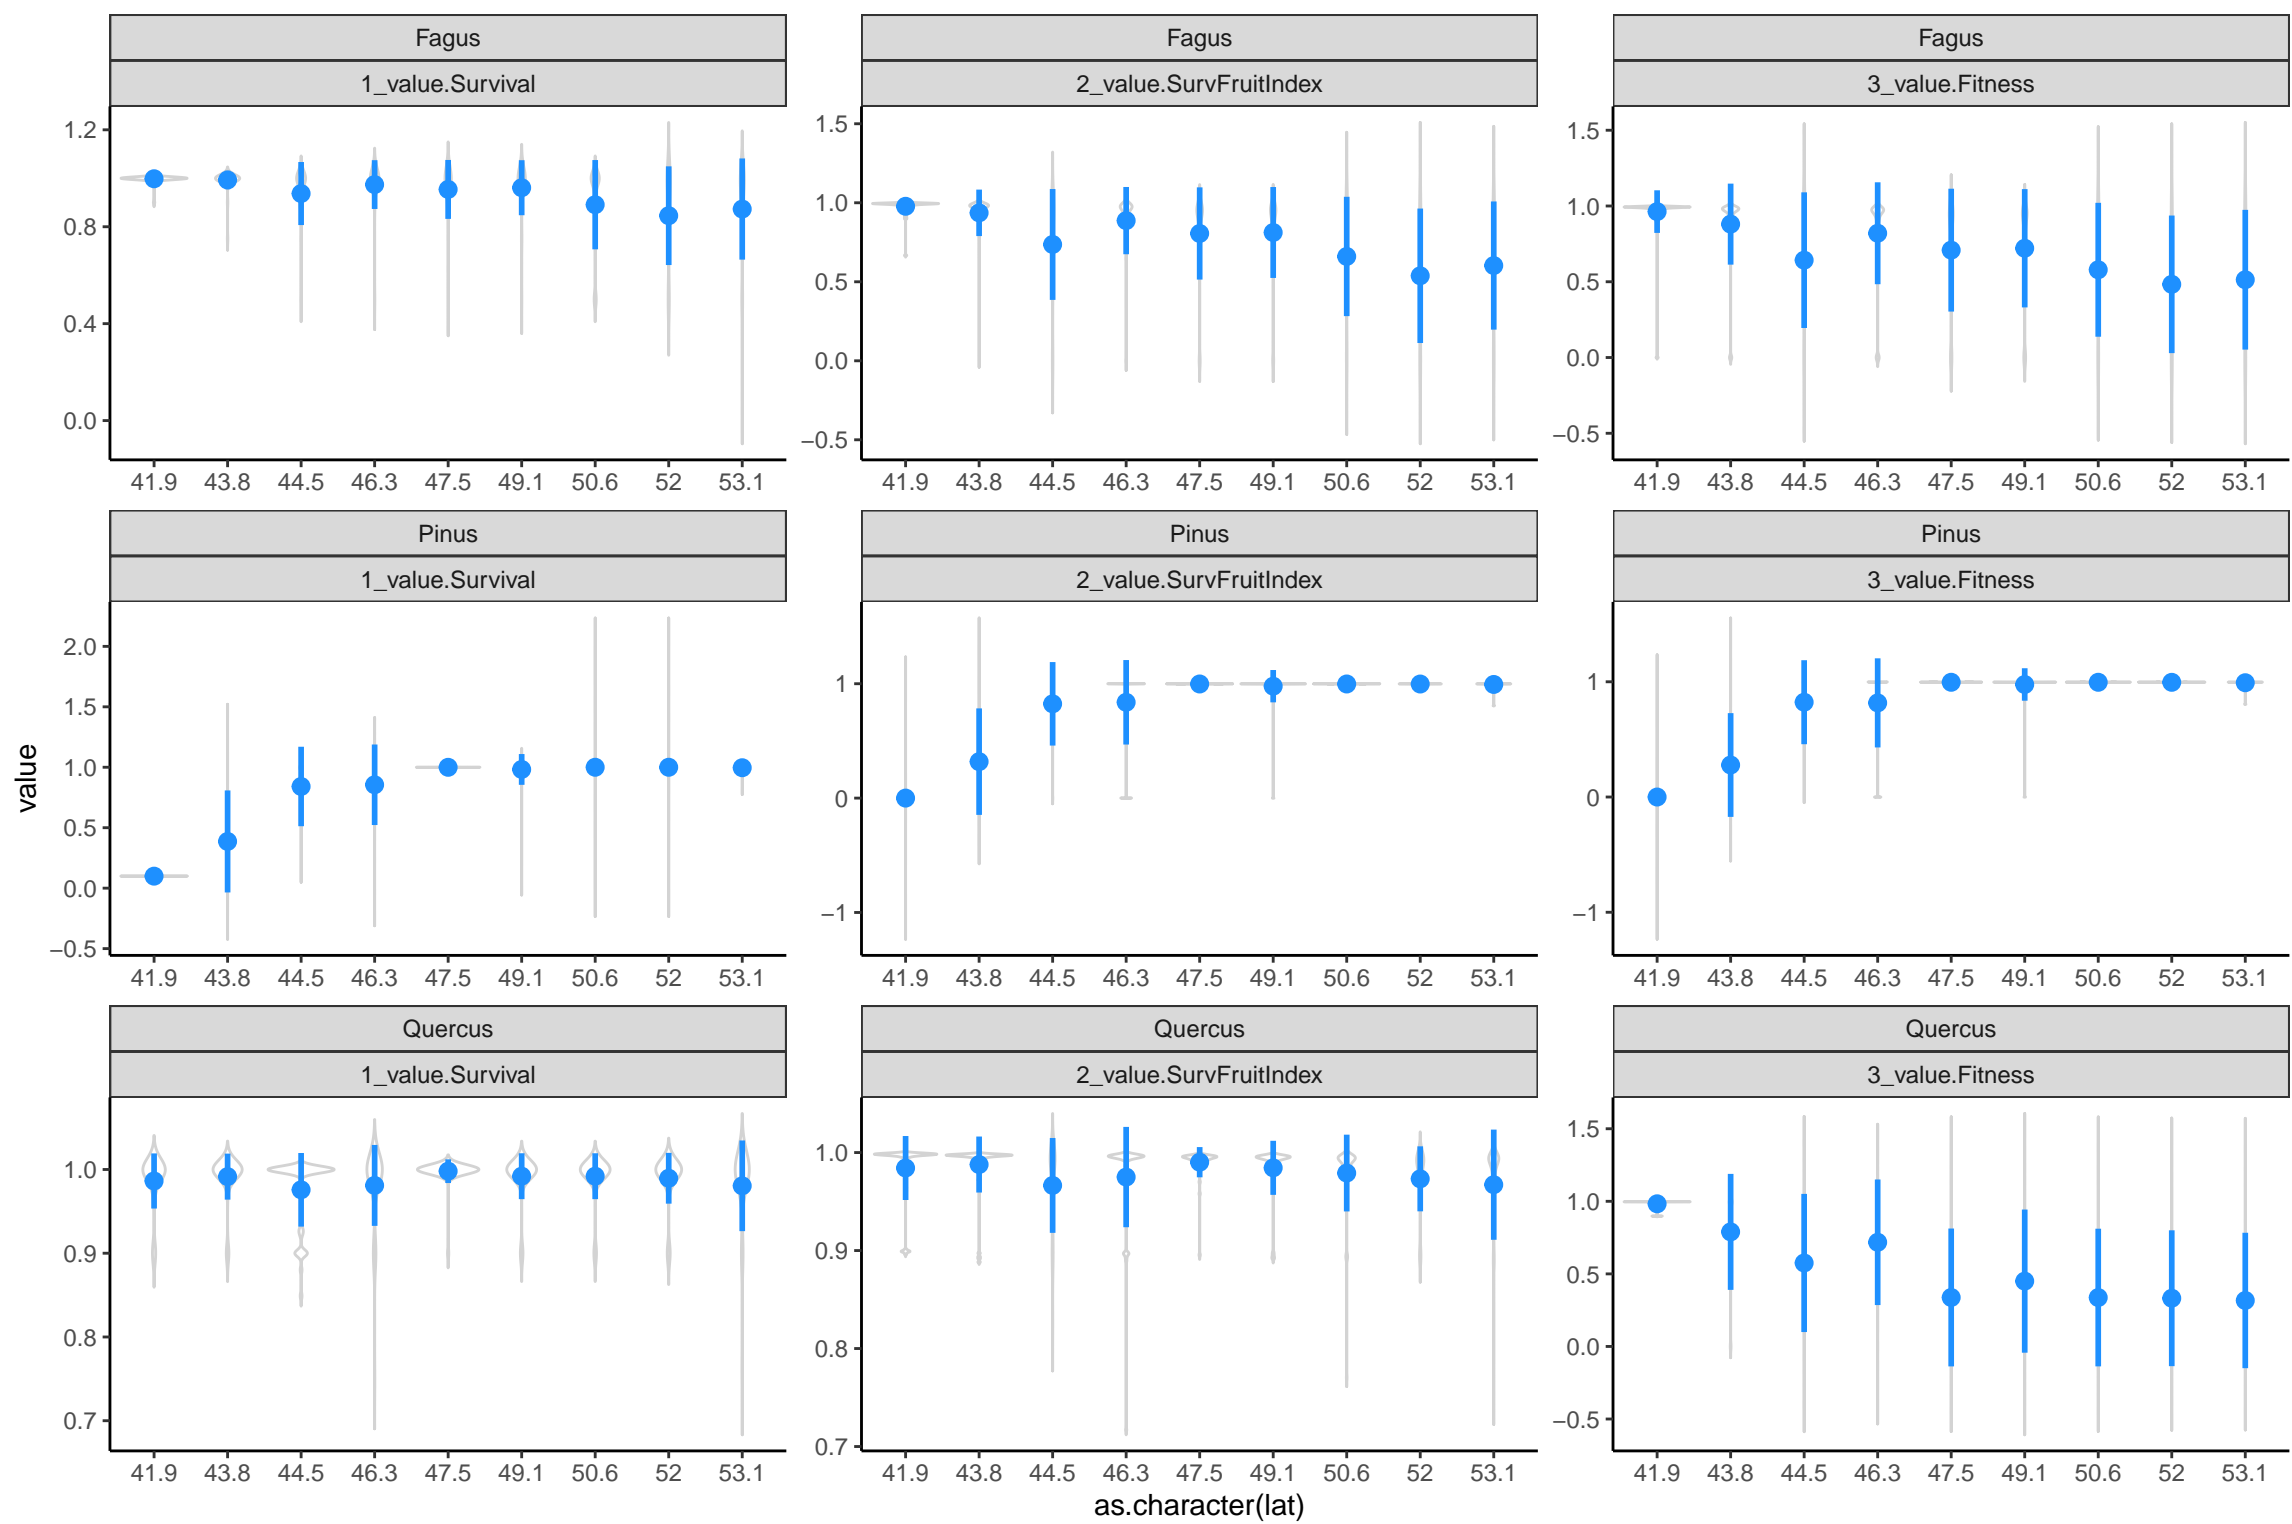 Fagus
Fagus
Fagus
1_value.Survival
2_value.SurvFruitIndex
3_value.Fitness
1.2
0.8
0.4
0.0
1.5
1.0
0.5
0.0
−0.5
1.5
1.0
0.5
0.0
−0.5
41.9 43.8 44.5 46.3 47.5 49.1 50.6 52 53.1
41.9 43.8 44.5 46.3 47.5 49.1 50.6 52 53.1
41.9 43.8 44.5 46.3 47.5 49.1 50.6 52 53.1
Pinus
Pinus
Pinus
1_value.Survival
2_value.SurvFruitIndex
3_value.Fitness
value
2.0
1.5
1.0
0.5
0.0
−0.5
1
0
−1
1
0
−1
41.9 43.8 44.5 46.3 47.5 49.1 50.6 52 53.1
41.9 43.8 44.5 46.3 47.5 49.1 50.6 52 53.1
41.9 43.8 44.5 46.3 47.5 49.1 50.6 52 53.1
Quercus
Quercus
Quercus
1_value.Survival
2_value.SurvFruitIndex
3_value.Fitness
1.0
0.9
0.8
0.7
1.0
0.9
0.8
0.7
1.5
1.0
0.5
0.0
−0.5
41.9 43.8 44.5 46.3 47.5 49.1 50.6 52 53.1
41.9 43.8 44.5 46.3 47.5 49.1 50.6 52 53.1
41.9 43.8 44.5 46.3 47.5 49.1 50.6 52 53.1
as.character(lat)